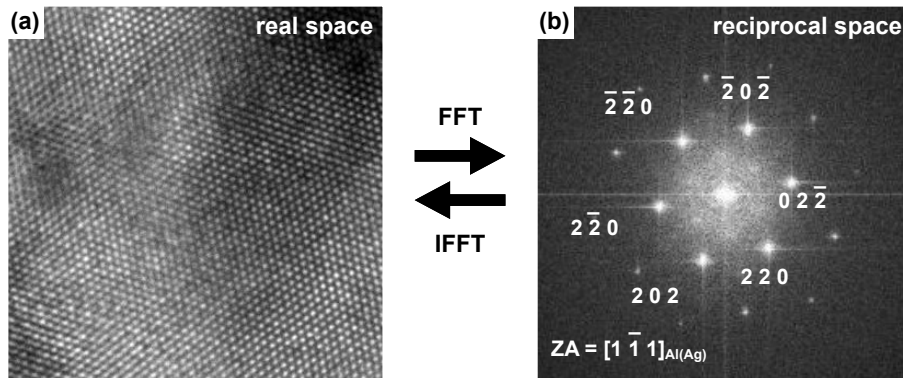 (a)
real space
FFT
IFFT
(b)
reciprocal space
2̅ 0 2̅
2̅ 2̅ 0
0 2 2̅
2 2̅ 0
2 2 0
2 0 2
ZA = [1 1̅ 1]Al(Ag)